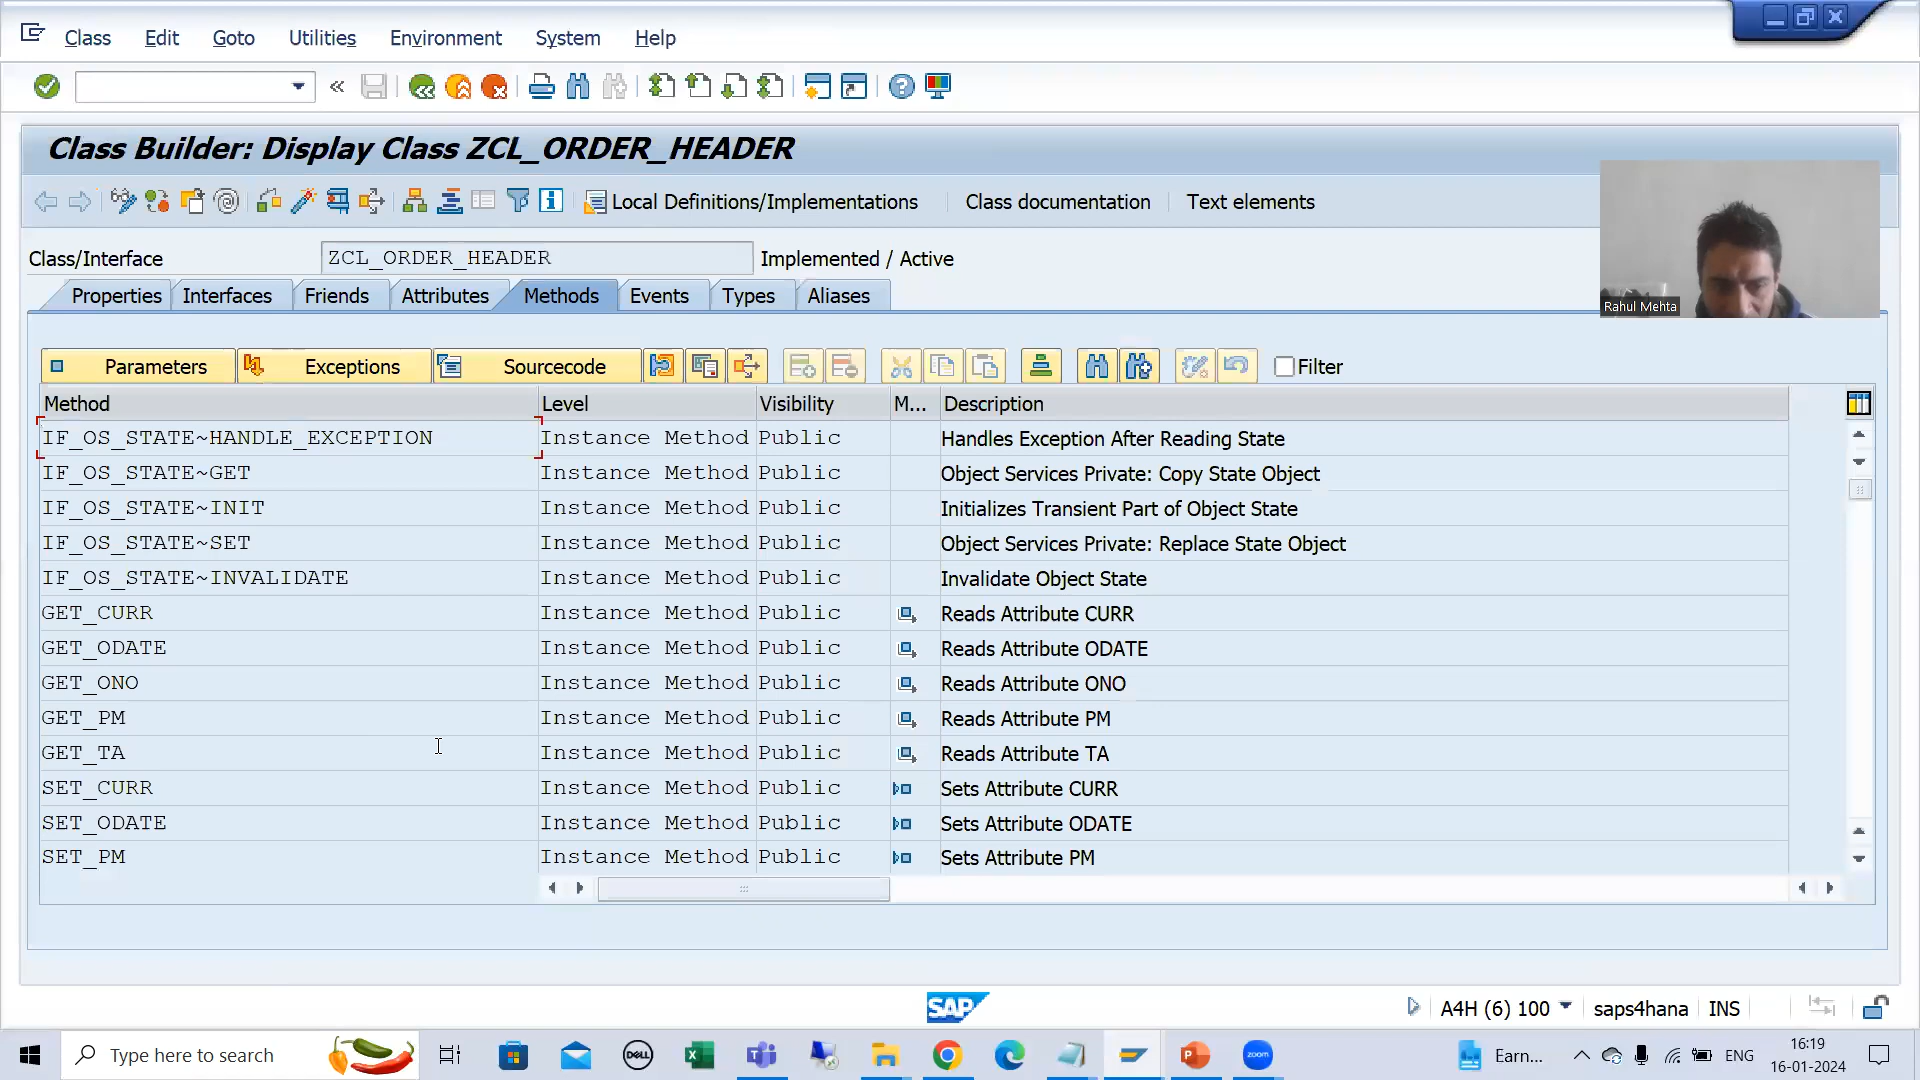 Class Edit Goto Utilities Environment System Help
Class Builder: Display Class ZCL_ORDER_HEADER
Local Definitions/Implementations Class documentation Text elements
Class/Interface ZCL_ORDER_HEADER Implemented / Active
Properties Interfaces Friends Attributes Methods Events Types Aliases
Rahul Mehta
Parameters Exceptions Sourcecode Filter
Method Level Visibility M... Description
IF_OS_STATE~HANDLE_EXCEPTION Instance Method Public Handles Exception After Reading State
IF_OS_STATE~GET Instance Method Public Object Services Private: Copy State Object
IF_OS_STATE~INIT Instance Method Public Initializes Transient Part of Object State
IF_OS_STATE~SET Instance Method Public Object Services Private: Replace State Object
IF_OS_STATE~INVALIDATE Instance Method Public Invalidate Object State
GET_CURR Instance Method Public Reads Attribute CURR
GET_ODATE Instance Method Public Reads Attribute ODATE
GET_ONO Instance Method Public Reads Attribute ONO
GET_PM Instance Method Public Reads Attribute PM
GET_TA Instance Method Public Reads Attribute TA
SET_CURR Instance Method Public Sets Attribute CURR
SET_ODATE Instance Method Public Sets Attribute ODATE
SET_PM Instance Method Public Sets Attribute PM
SAP
A4H (6) 100 saps4hana INS
Type here to search
DELL
zoom
Earn...
ENG
16:19
16-01-2024